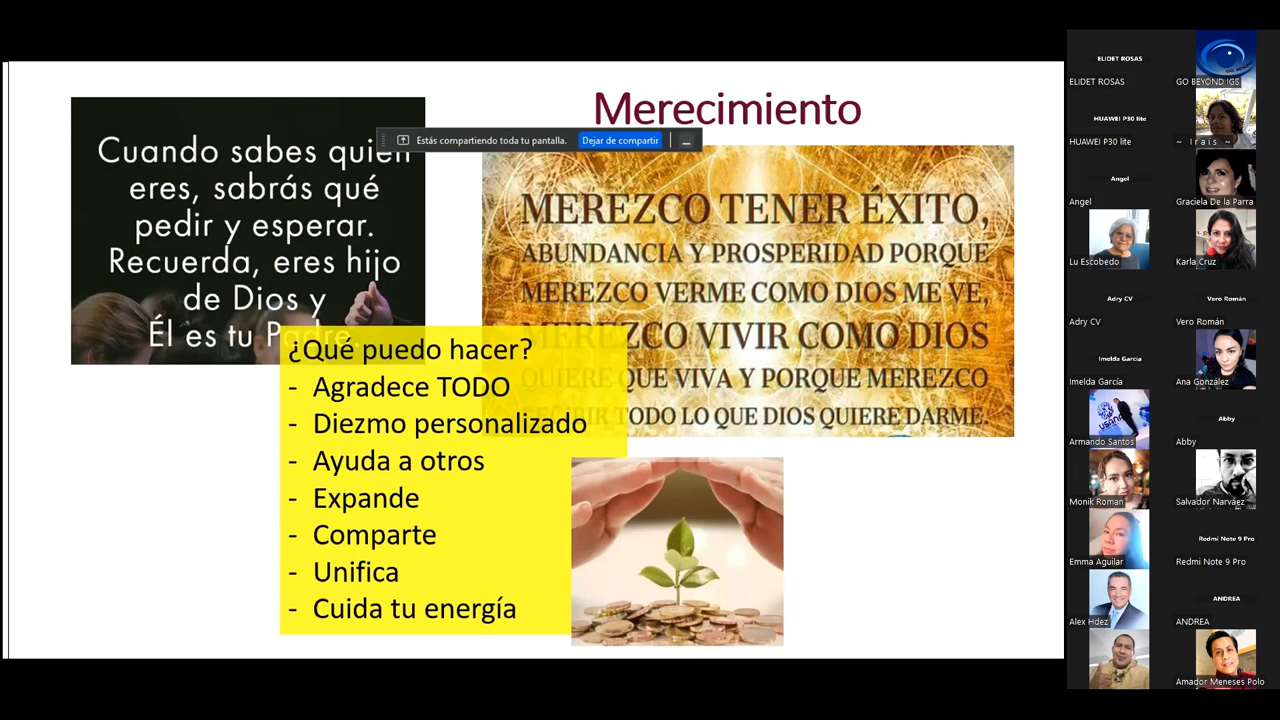 Merecimiento
Estás compartiendo toda tu pantalla.
Dejar de compartir
Cuando sabes quien
eres, sabrás qué
pedir y esperar.
Recuerda, eres hijo
de Dios y
Él es tu Padre.
MEREZCO TENER ÉXITO,
ABUNDANCIA Y PROSPERIDAD PORQUE
MEREZCO VERME COMO DIOS ME VE,
MEREZCO VIVIR COMO DIOS
QUIERE QUE VIVA Y PORQUE MEREZCO
RECIBIR TODO LO QUE DIOS QUIERE DARME.
¿Qué puedo hacer?
- Agradece TODO
- Diezmo personalizado
- Ayuda a otros
- Expande
- Comparte
- Unifica
- Cuida tu energía
ELIDET ROSAS
ELIDET ROSAS
GO BEYOND IGS
HUAWEI P30 lite
HUAWEI P30 lite
~ I r a í s ~
Angel
Angel
Graciela De la Parra
Lu Escobedo
Karla Cruz
Adry CV
Adry CV
Vero Román
Vero Román
Imelda García
Imelda García
Ana González
USANA
Armando Santos
Abby
Abby
Monik Roman
Salvador Narváez
Emma Aguilar
Redmi Note 9 Pro
Redmi Note 9 Pro
Alex Hdez
ANDREA
ANDREA
Amador Meneses Polo